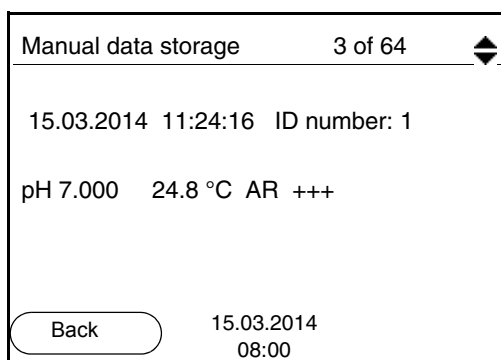 Manual data storage 3 of 64
15.03.2014 11:24:16 ID number: 1
pH 7.000 24.8 °C AR +++
Back 15.03.2014
08:00